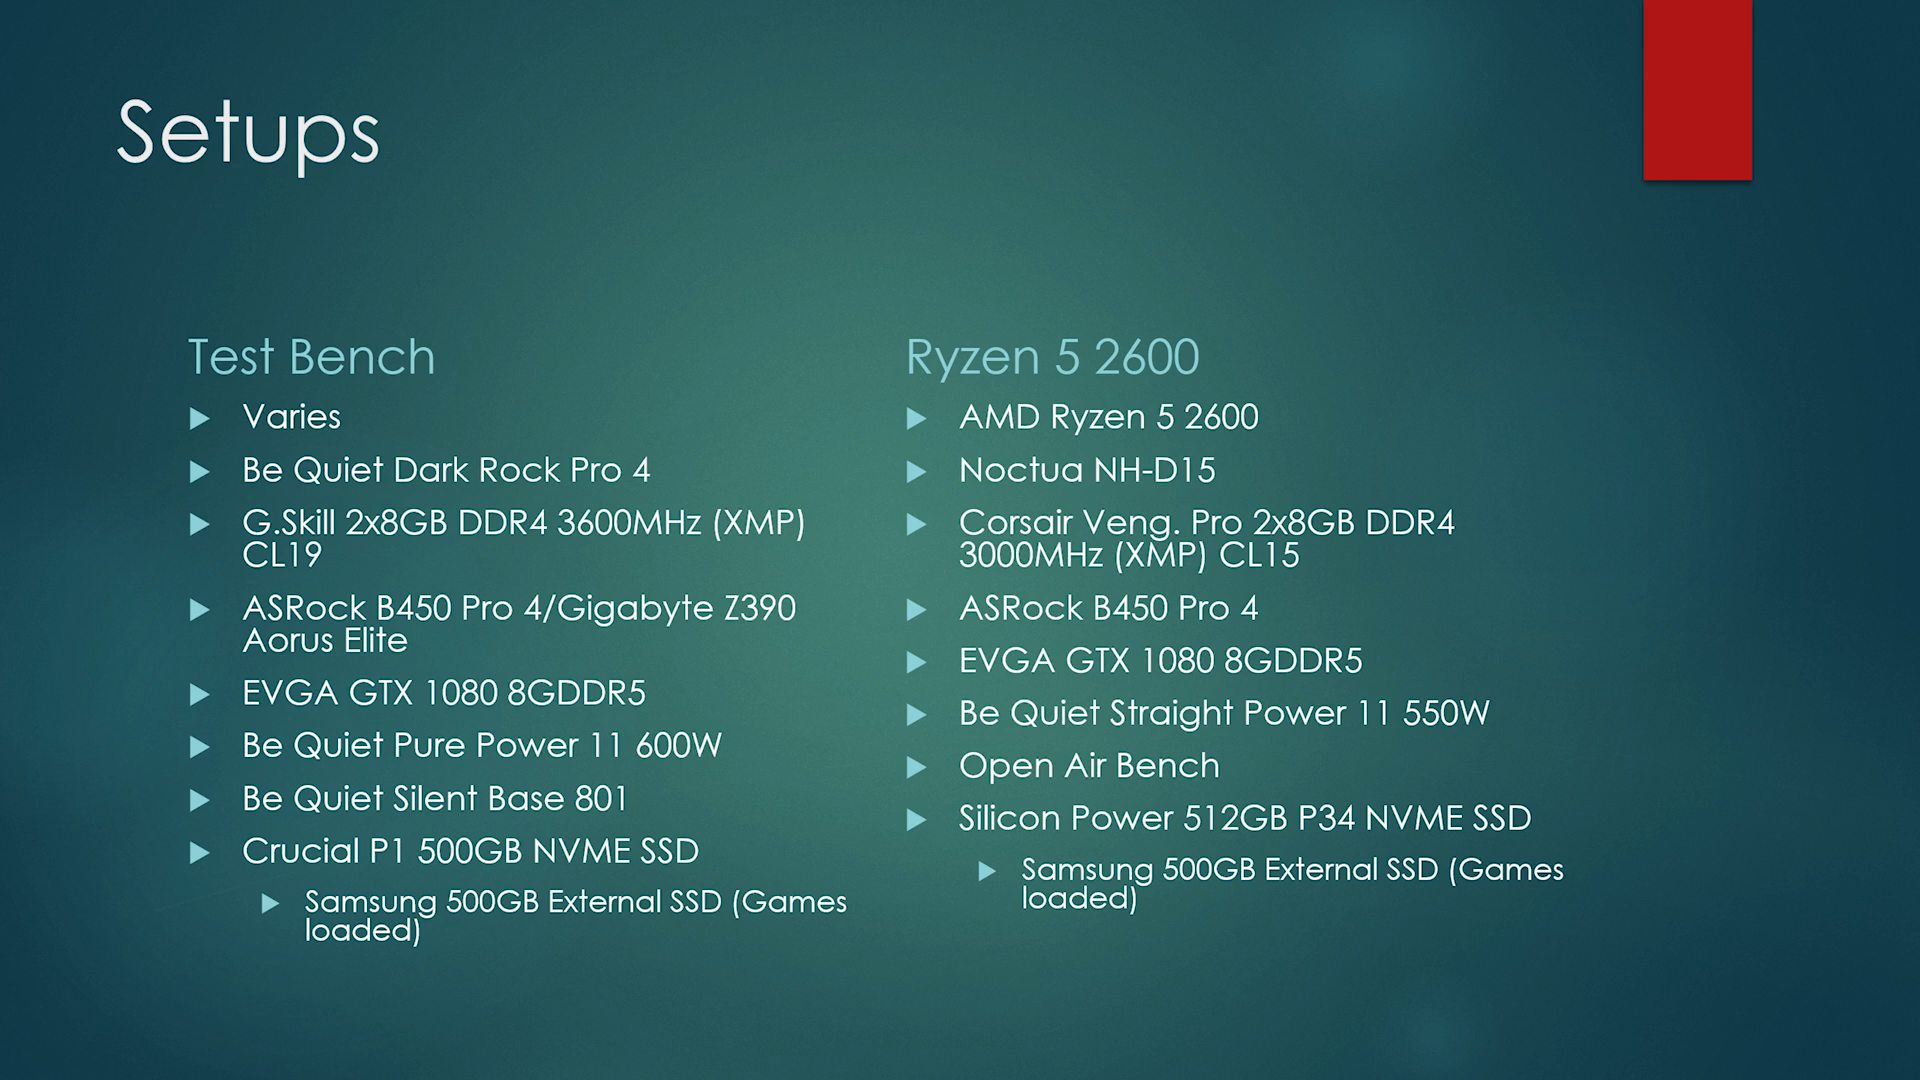 Setups
Test Bench
Varies
Be Quiet Dark Rock Pro 4
G.Skill 2x8GB DDR4 3600MHz (XMP)
CL19
ASRock B450 Pro 4/Gigabyte Z390
Aorus Elite
EVGA GTX 1080 8GDDR5
Be Quiet Pure Power 11 600W
Be Quiet Silent Base 801
Crucial P1 500GB NVME SSD
Samsung 500GB External SSD (Games
loaded)
Ryzen 5 2600
AMD Ryzen 5 2600
Noctua NH-D15
Corsair Veng. Pro 2x8GB DDR4
3000MHz (XMP) CL15
ASRock B450 Pro 4
EVGA GTX 1080 8GDDR5
Be Quiet Straight Power 11 550W
Open Air Bench
Silicon Power 512GB P34 NVME SSD
Samsung 500GB External SSD (Games
loaded)